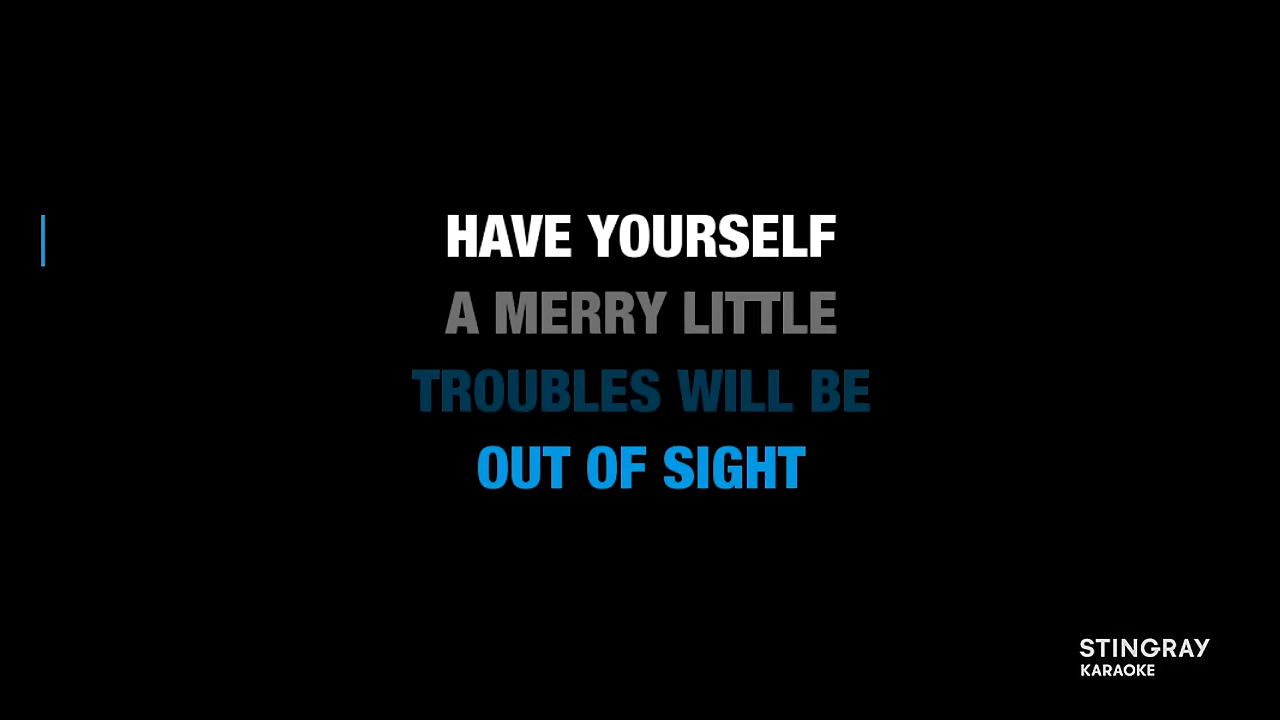 HAVE YOURSELF
A MERRY LITTLE
TROUBLES WILL BE
OUT OF SIGHT
STINGRAY
KARAOKE